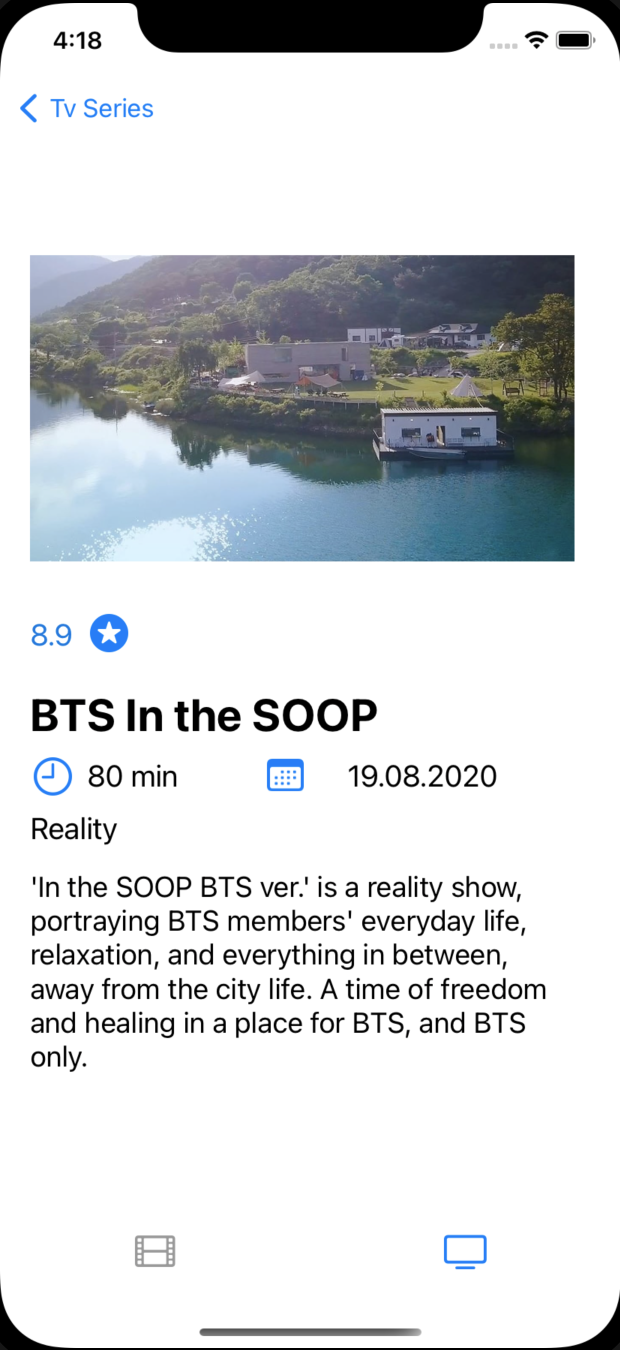 4:18
Tv Series
8.9
BTS In the SOOP
80 min 19.08.2020
Reality
'In the SOOP BTS ver.' is a reality show,
portraying BTS members' everyday life,
relaxation, and everything in between,
away from the city life. A time of freedom
and healing in a place for BTS, and BTS
only.